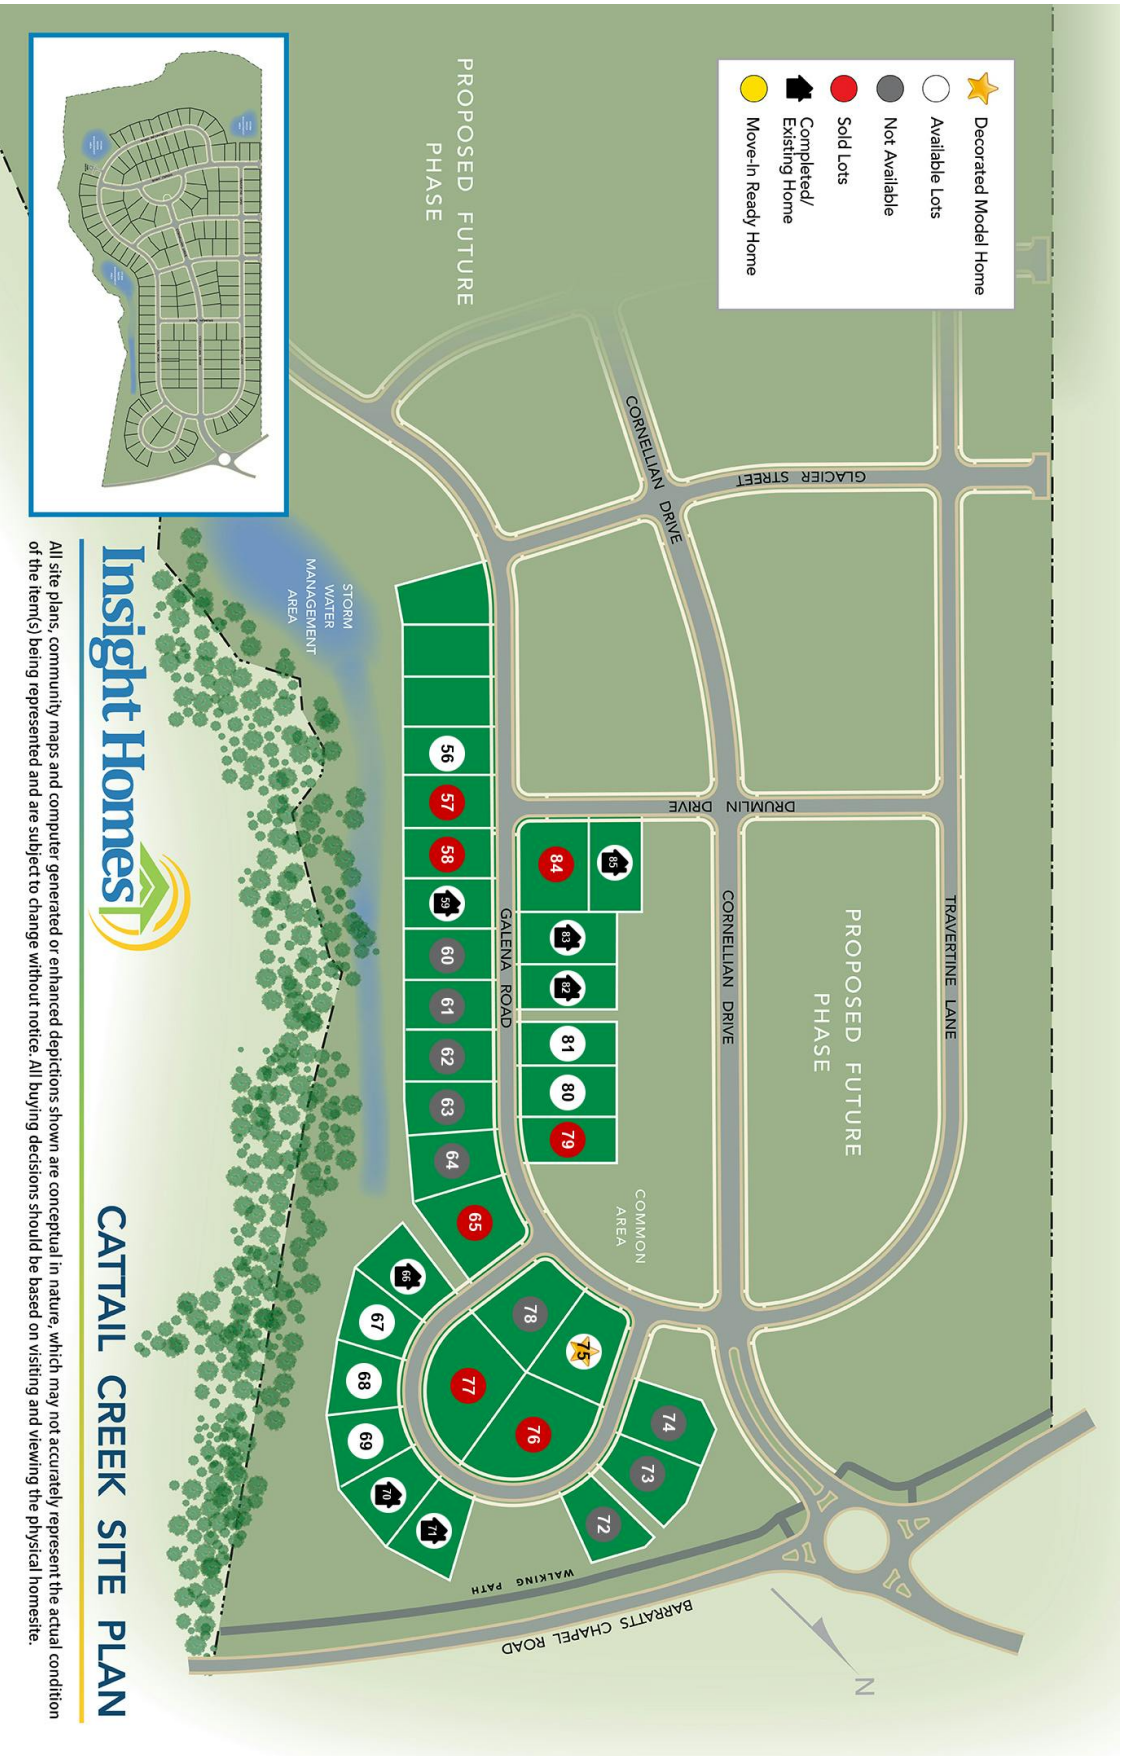 Decorated Model Home
Available Lots
Not Available
Sold Lots
Completed/
Existing Home
Move-In Ready Home
PROPOSED FUTURE
PHASE
CORNELLIAN DRIVE
GLACIER STREET
TRAVERTINE LANE
DRUMLIN DRIVE
CORNELLIAN DRIVE
PROPOSED FUTURE
PHASE
GALENA ROAD
STORM
WATER
MANAGEMENT
AREA
56
57
58
59
60
61
62
63
64
65
66
67
68
69
70
71
72
73
74
75
76
77
78
79
80
81
82
83
84
85
COMMON
AREA
WALKING PATH
BARRATTS CHAPEL ROAD
N
Insight Homes
CATTAIL CREEK SITE PLAN
All site plans, community maps and computer generated or enhanced depictions shown are conceptual in nature, which may not accurately represent the actual condition
of the item(s) being represented and are subject to change without notice. All buying decisions should be based on visiting and viewing the physical homesite.